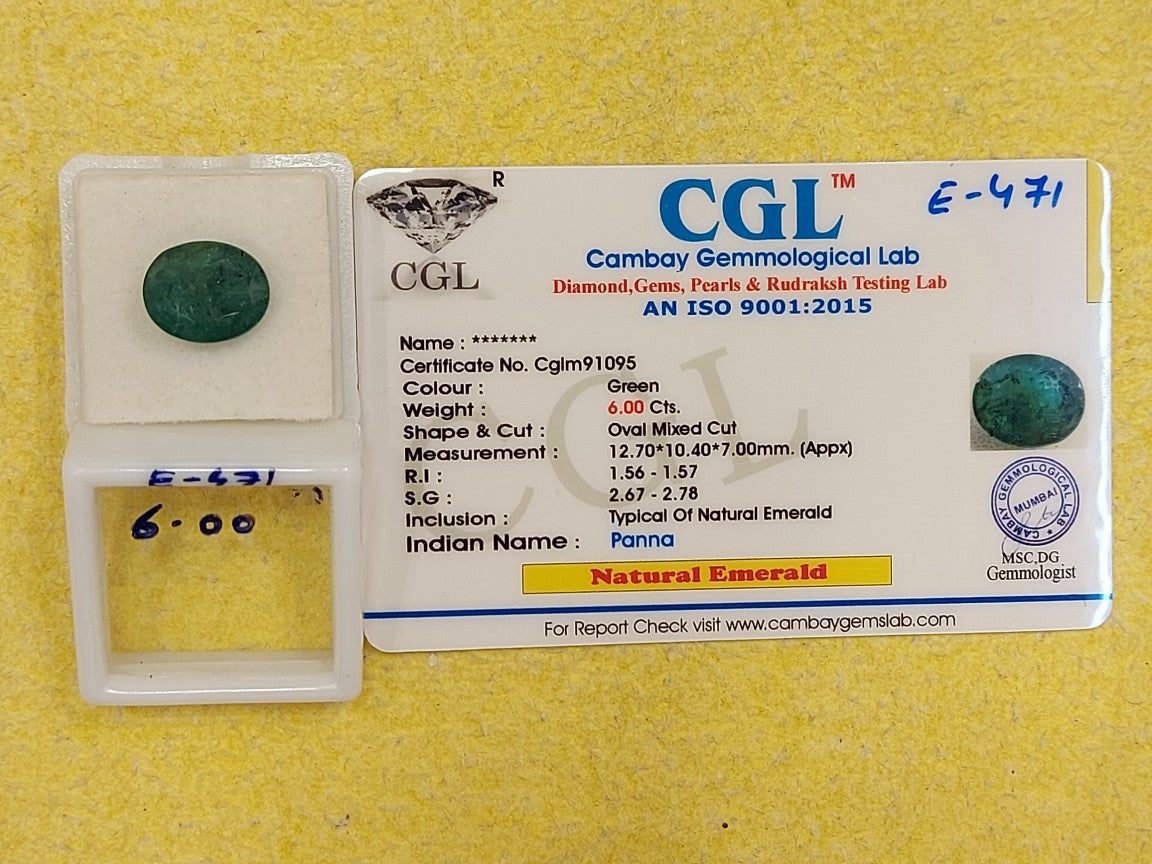 E-471
6.00
R
CGL
CGL™
E-471
Cambay Gemmological Lab
Diamond,Gems, Pearls & Rudraksh Testing Lab
AN ISO 9001:2015
Name : *******
Certificate No. Cglm91095
Colour : Green
Weight : 6.00 Cts.
Shape & Cut : Oval Mixed Cut
Measurement : 12.70*10.40*7.00mm. (Appx)
R.I : 1.56 - 1.57
S.G : 2.67 - 2.78
Inclusion : Typical Of Natural Emerald
Indian Name : Panna
Natural Emerald
CGL
CAMBAY GEMMOLOGICAL LAB
MUMBAI
MSC,DG
Gemmologist
For Report Check visit www.cambaygemslab.com